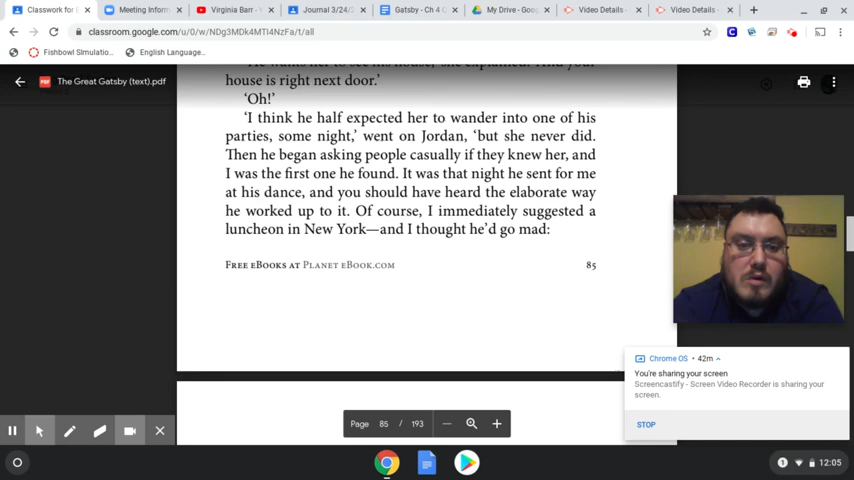 Classwork for E
Meeting Inform
Virginia Barr -
Journal 3/24/
Gatsby - Ch 4 C
My Drive - Goo
Video Details -
Video Details -
classroom.google.com/u/0/w/NDg3MDk4MTI4NzFa/t/all
Fishbowl SImulatio...
English Language...
The Great Gatsby (text).pdf
house is right next door.’
‘Oh!’
‘I think he half expected her to wander into one of his
parties, some night,’ went on Jordan, ‘but she never did.
Then he began asking people casually if they knew her, and
I was the first one he found. It was that night he sent for me
at his dance, and you should have heard the elaborate way
he worked up to it. Of course, I immediately suggested a
luncheon in New York—and I thought he’d go mad:
Free eBooks at Planet eBook.com
85
Chrome OS • 42m
You're sharing your screen
Screencastify - Screen Video Recorder is sharing your
screen.
STOP
Page 85 / 193
1
12:05